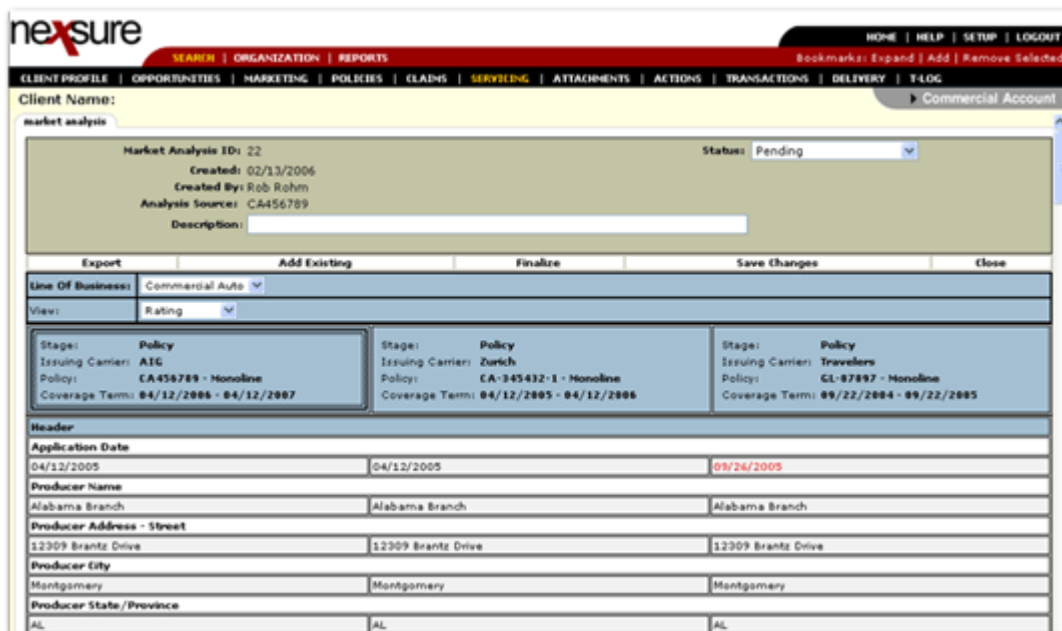 nexsure
HOME | HELP | SETUP | LOGOUT
SEARCH | ORGANIZATION | REPORTS
Bookmarks: Expand | Add | Remove Selected
CLIENT PROFILE | OPPORTUNITIES | MARKETING | POLICIES | CLAIMS | SERVICING | ATTACHMENTS | ACTIONS | TRANSACTIONS | DELIVERY | T-LOG
Client Name:
Commercial Account
market analysis
Market Analysis ID: 22
Status: Pending
Created: 02/13/2006
Created By: Rob Rohm
Analysis Source: CA456789
Description:
Export Add Existing Finalize Save Changes Close
Line Of Business: Commercial Auto
View: Rating
Stage: Policy
Issuing Carrier: AIG
Policy: CA456789 - Monoline
Coverage Term: 04/12/2006 - 04/12/2007
Stage: Policy
Issuing Carrier: Zurich
Policy: CA-345432-1 - Monoline
Coverage Term: 04/12/2005 - 04/12/2006
Stage: Policy
Issuing Carrier: Travelers
Policy: GL-87897 - Monoline
Coverage Term: 09/22/2004 - 09/22/2005
Header
Application Date
04/12/2005 04/12/2005 09/26/2005
Producer Name
Alabama Branch Alabama Branch Alabama Branch
Producer Address - Street
12309 Brantz Drive 12309 Brantz Drive 12309 Brantz Drive
Producer City
Montgomery Montgomery Montgomery
Producer State/Province
AL AL AL